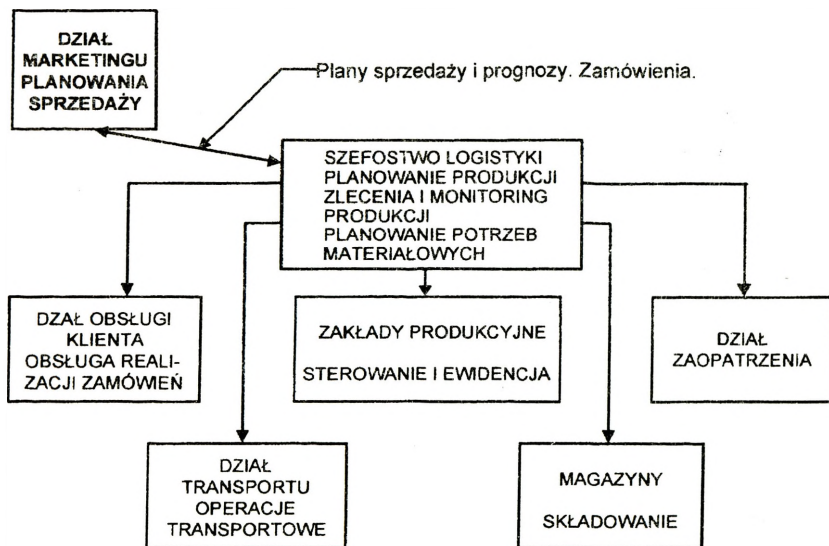 DZIAŁ
MARKETINGU
PLANOWANIA
SPRZEDAŻY
Plany sprzedaży i prognozy. Zamówienia.
SZEFOSTWO LOGISTYKI
PLANOWANIE PRODUKCJI
ZLECENIA I MONITORING
PRODUKCJI
PLANOWANIE POTRZEB
MATERIAŁOWYCH
DZAŁ OBSŁUGI
KLIENTA
OBSŁUGA REALI-
ZACJI ZAMÓWIEŃ
ZAKŁADY PRODUKCYJNE
STEROWANIE I EWIDENCJA
DZIAŁ
ZAOPATRZENIA
DZIAŁ
TRANSPORTU
OPERACJE
TRANSPORTOWE
MAGAZYNY
SKŁADOWANIE